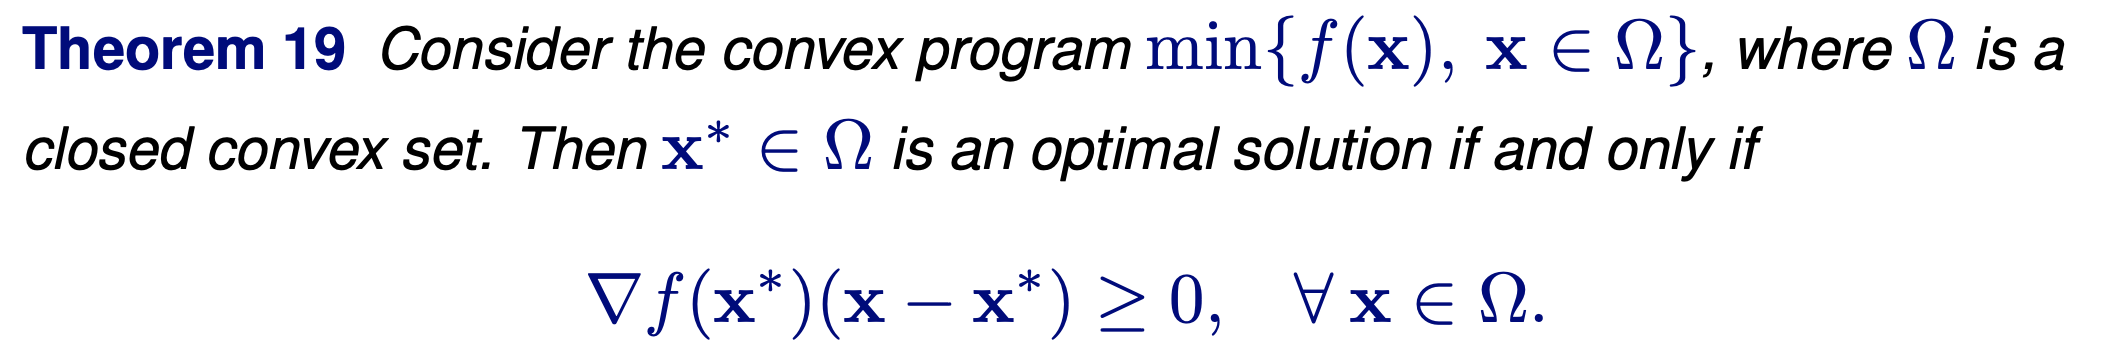 Theorem 19 Consider the convex program min{f(x), x ∈ Ω}, where Ω is a
closed convex set. Then x* ∈ Ω is an optimal solution if and only if
∇f(x*)(x − x*) ≥ 0, ∀ x ∈ Ω.